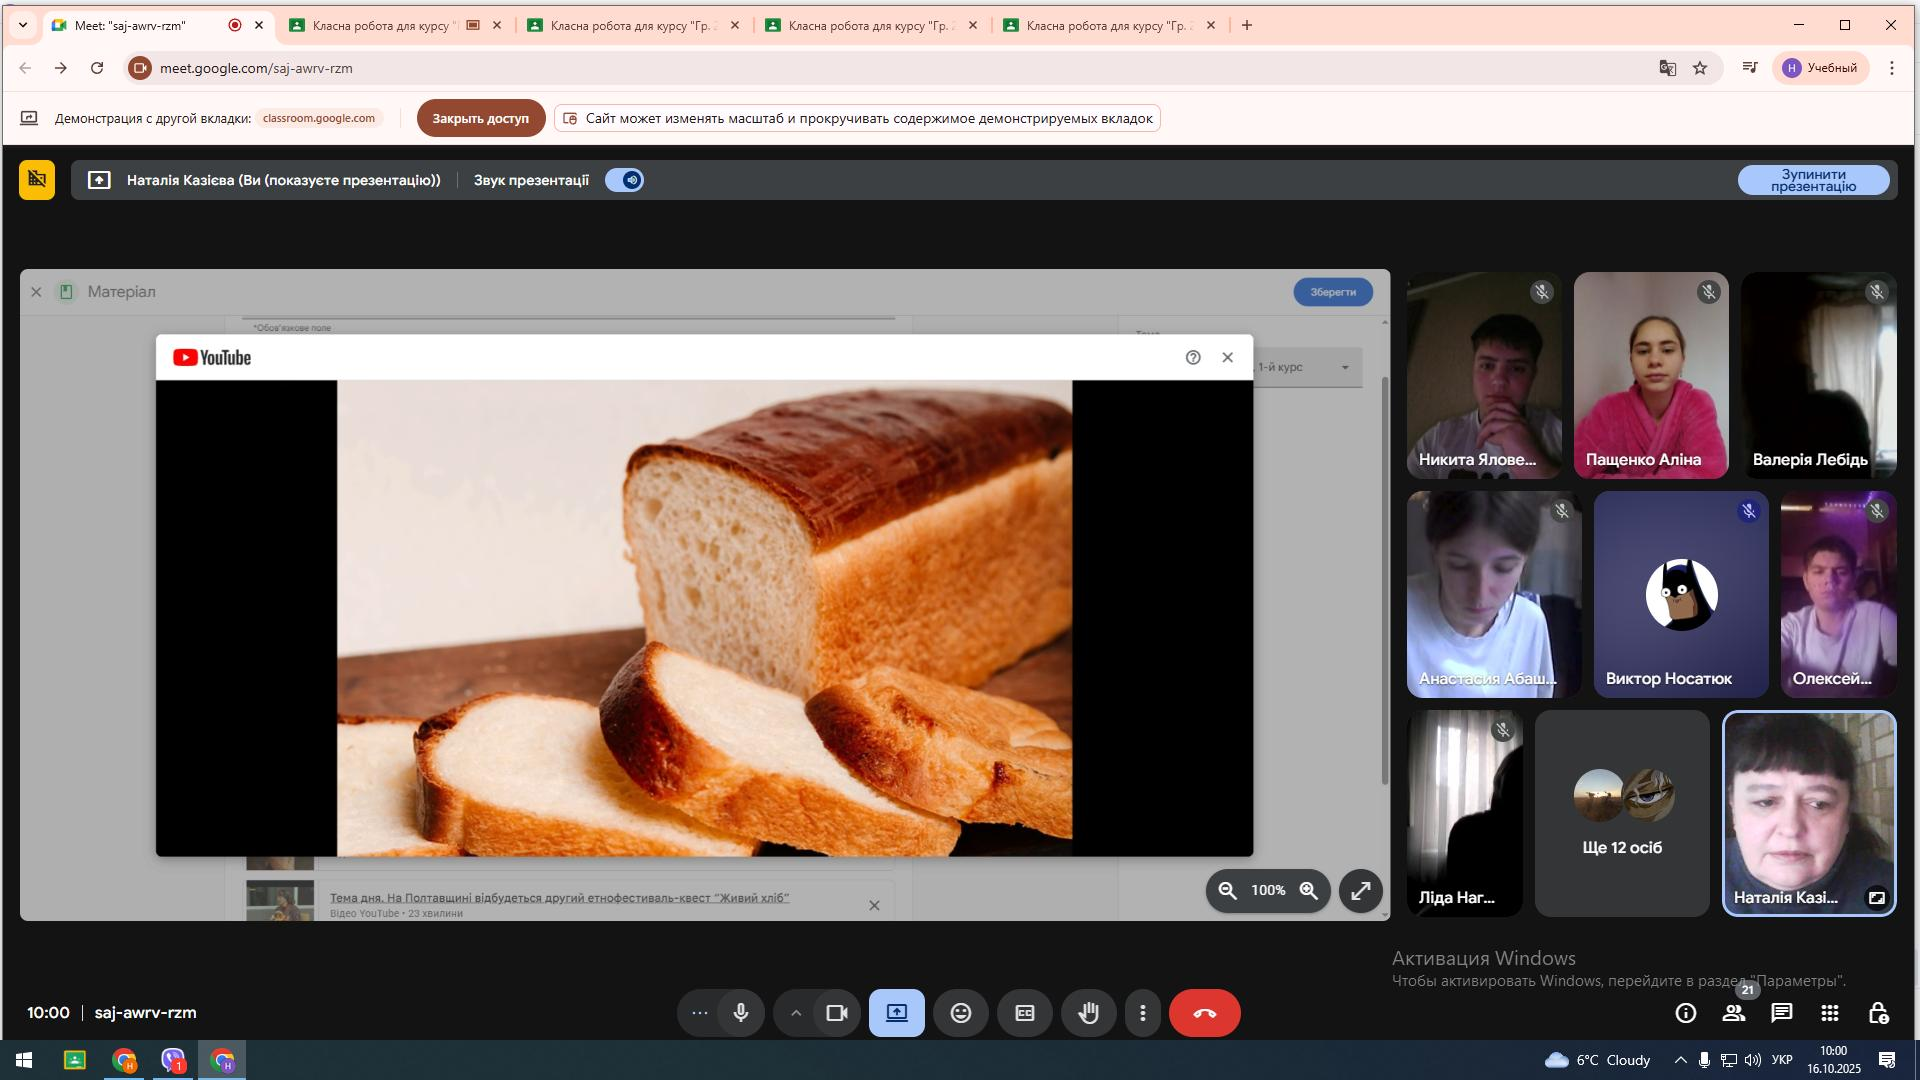 Meet: "saj-awrv-rzm"
Класна робота для курсу "
Класна робота для курсу "Гр.
Класна робота для курсу "Гр.
Класна робота для курсу "Гр.
meet.google.com/saj-awrv-rzm
Н Учебный
Демонстрация с другой вкладки: classroom.google.com
Закрыть доступ
Сайт может изменять масштаб и прокручивать содержимое демонстрируемых вкладок
Наталія Казієва (Ви (показуєте презентацію))
Звук презентації
Зупинити презентацію
Матеріал
Зберегти
*Обов'язкове поле
Тема
YouTube
1-й курс
Никита Ялове...
Пащенко Аліна
Валерія Лебідь
Анастасия Абаш...
Виктор Носатюк
Олексей...
Ліда Наг...
Ще 12 осіб
Наталія Казі...
Тема дня. На Полтавщині відбудеться другий етнофестиваль-квест "Живий хліб"
Відео YouTube • 23 хвилини
100%
Активация Windows
Чтобы активировать Windows, перейдите в раздел "Параметры".
10:00 | saj-awrv-rzm
CC
21
1
6°C Cloudy
УКР
10:00
16.10.2025